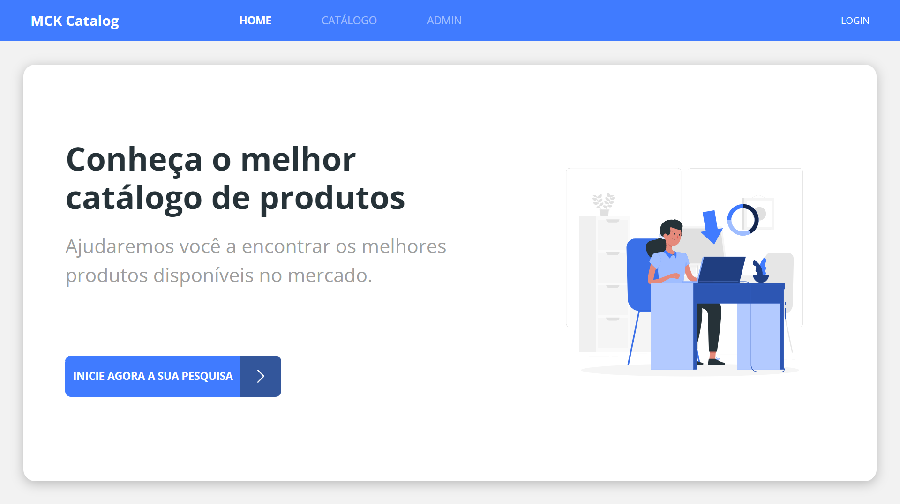 MCK Catalog
HOME
CATÁLOGO
ADMIN
LOGIN
Conheça o melhor
catálogo de produtos
Ajudaremos você a encontrar os melhores
produtos disponíveis no mercado.
INICIE AGORA A SUA PESQUISA